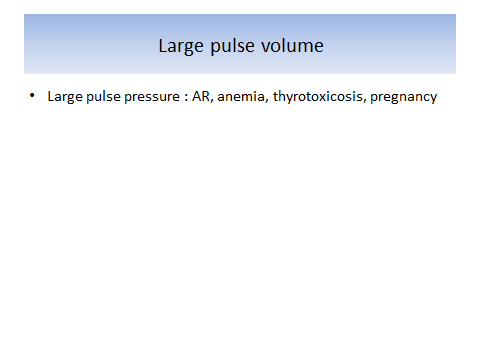 Large pulse volume
• Large pulse pressure : AR, anemia, thyrotoxicosis, pregnancy